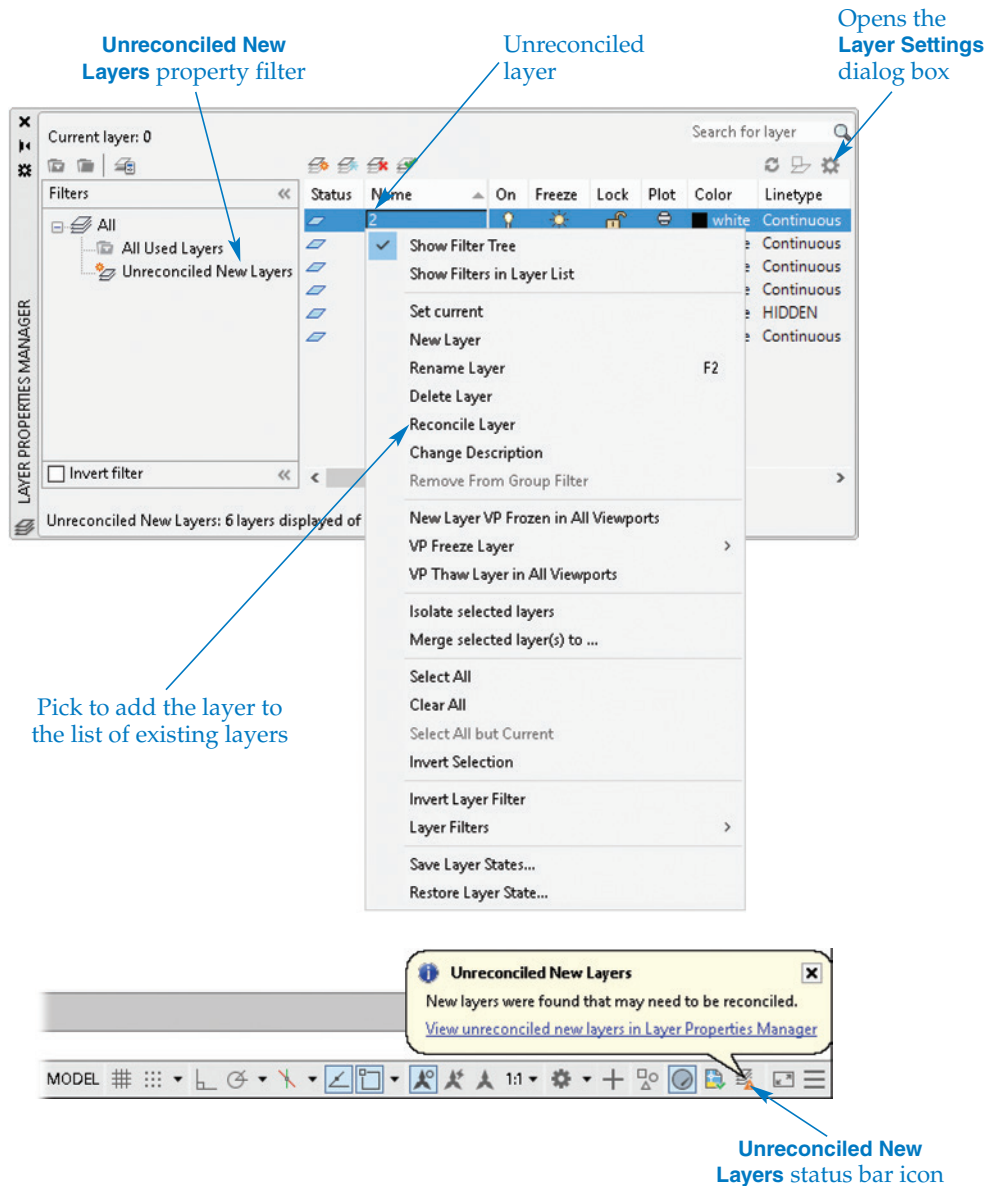 Unreconciled New
Layers property filter
Unreconciled
layer
Opens the
Layer Settings
dialog box
Current layer: 0
Search for layer
Filters
Status Name On Freeze Lock Plot Color Linetype
All
All Used Layers
Unreconciled New Layers
2 white Continuous
e Continuous
e Continuous
e Continuous
e HIDDEN
e Continuous
LAYER PROPERTIES MANAGER
Invert filter
Unreconciled New Layers: 6 layers displayed of
Show Filter Tree
Show Filters in Layer List
Set current
New Layer
Rename Layer F2
Delete Layer
Reconcile Layer
Change Description
Remove From Group Filter
New Layer VP Frozen in All Viewports
VP Freeze Layer
VP Thaw Layer in All Viewports
Isolate selected layers
Merge selected layer(s) to ...
Select All
Clear All
Select All but Current
Invert Selection
Invert Layer Filter
Layer Filters
Save Layer States...
Restore Layer State...
Pick to add the layer to
the list of existing layers
Unreconciled New Layers
New layers were found that may need to be reconciled.
View unreconciled new layers in Layer Properties Manager
MODEL 1:1
Unreconciled New
Layers status bar icon